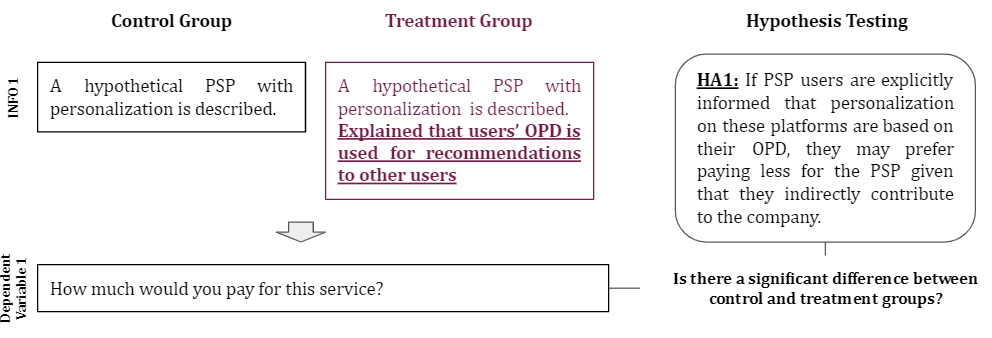 Control Group
Treatment Group
Hypothesis Testing
INFO 1
A hypothetical PSP with
personalization is described.
A hypothetical PSP with
personalization is described.
Explained that users’ OPD is
used for recommendations
to other users
HA1: If PSP users are explicitly
informed that personalization
on these platforms are based on
their OPD, they may prefer
paying less for the PSP given
that they indirectly contribute
to the company.
Dependent
Variable 1
How much would you pay for this service?
Is there a significant difference between
control and treatment groups?